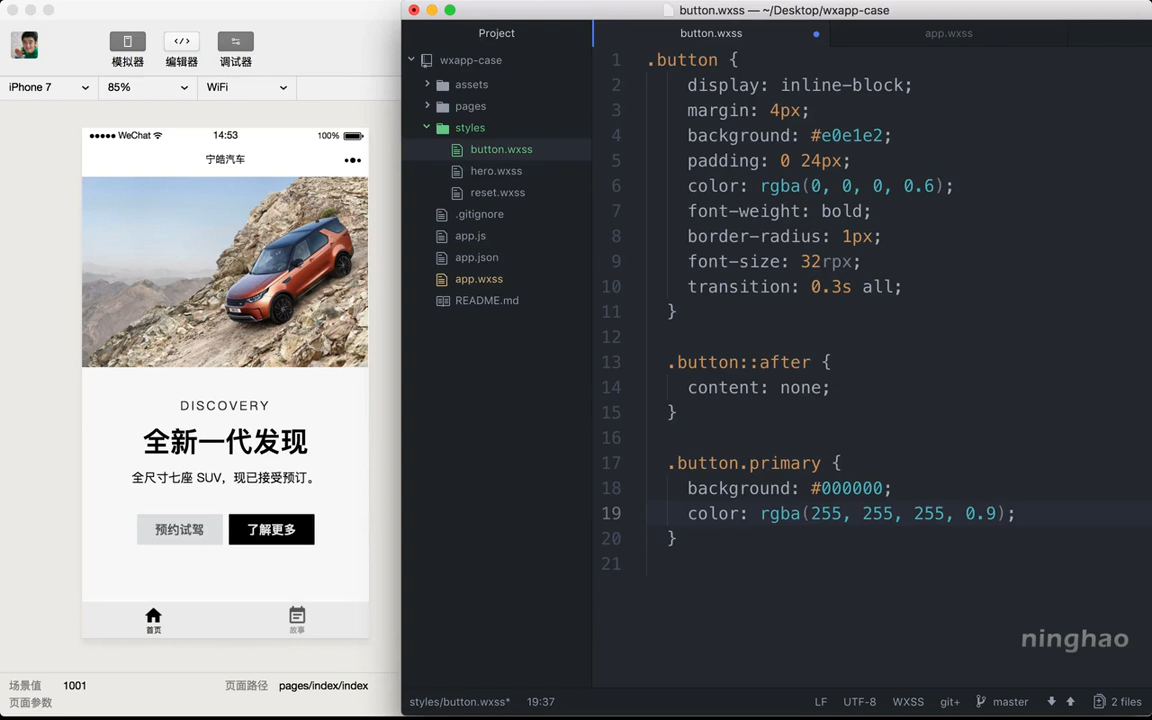 button.wxss — ~/Desktop/wxapp-case
模拟器
编辑器
调试器
iPhone 7
85%
WiFi
WeChat
14:53
100%
宁皓汽车
DISCOVERY
全新一代发现
全尺寸七座 SUV，现已接受预订。
预约试驾
了解更多
首页
故事
场景值
1001
页面路径
pages/index/index
页面参数
Project
wxapp-case
assets
pages
styles
button.wxss
hero.wxss
reset.wxss
.gitignore
app.js
app.json
app.wxss
README.md
button.wxss
app.wxss
1 .button {
2 display: inline-block;
3 margin: 4px;
4 background: #e0e1e2;
5 padding: 0 24px;
6 color: rgba(0, 0, 0, 0.6);
7 font-weight: bold;
8 border-radius: 1px;
9 font-size: 32rpx;
10 transition: 0.3s all;
11 }
12
13 .button::after {
14 content: none;
15 }
16
17 .button.primary {
18 background: #000000;
19 color: rgba(255, 255, 255, 0.9);
20 }
21
ninghao
styles/button.wxss*
19:37
LF
UTF-8
WXSS
git+
master
2 files